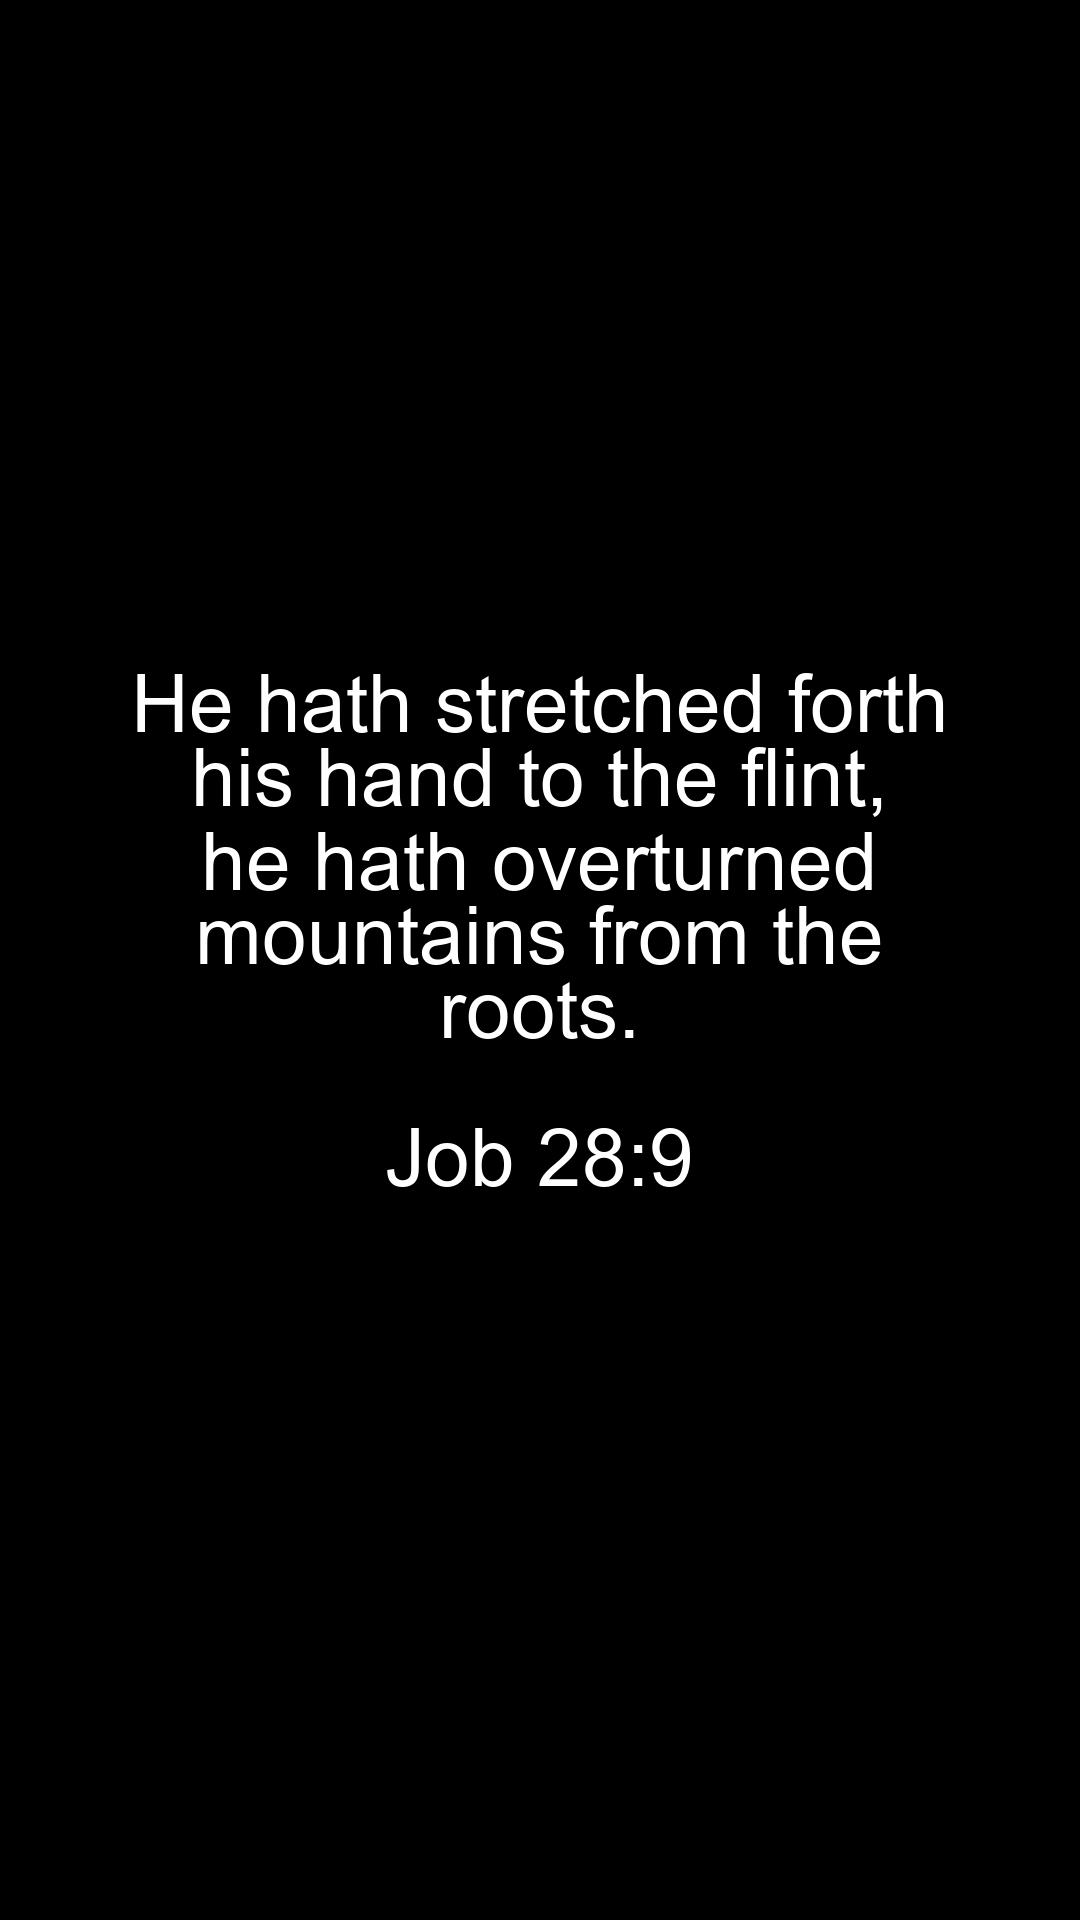 He hath stretched forth
his hand to the flint,
he hath overturned
mountains from the
roots.
Job 28:9